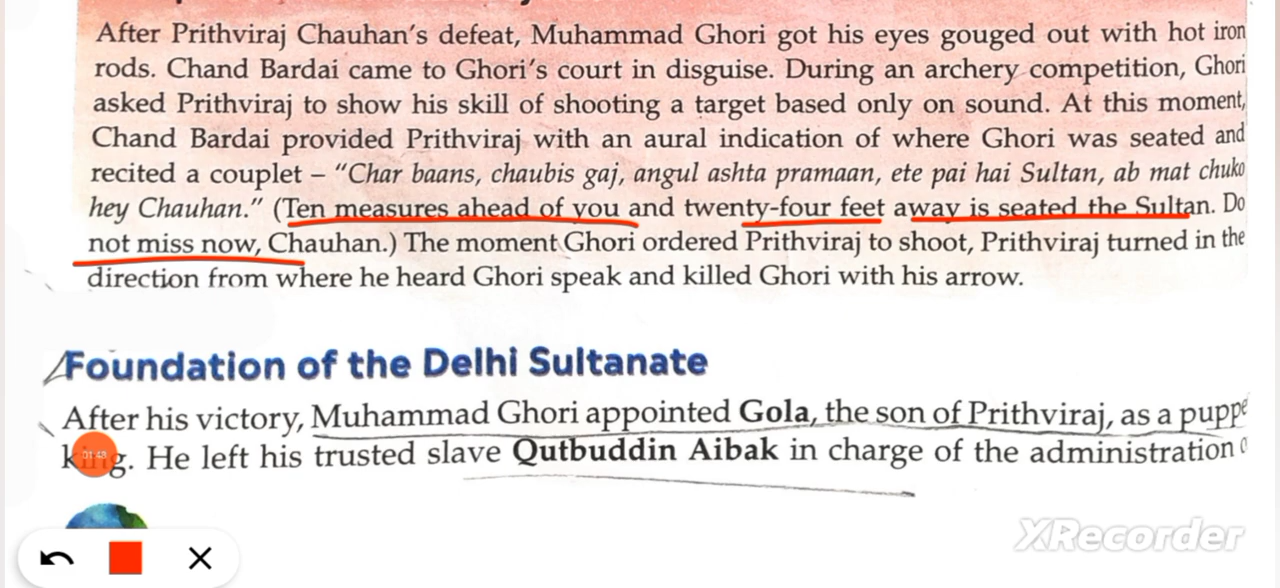 After Prithviraj Chauhan's defeat, Muhammad Ghori got his eyes gouged out with hot iron
rods. Chand Bardai came to Ghori's court in disguise. During an archery competition, Ghori
asked Prithviraj to show his skill of shooting a target based only on sound. At this moment,
Chand Bardai provided Prithviraj with an aural indication of where Ghori was seated and
recited a couplet – "Char baans, chaubis gaj, angul ashta pramaan, ete pai hai Sultan, ab mat chuko
hey Chauhan." (Ten measures ahead of you and twenty-four feet away is seated the Sultan. Do
not miss now, Chauhan.) The moment Ghori ordered Prithviraj to shoot, Prithviraj turned in the
direction from where he heard Ghori speak and killed Ghori with his arrow.
Foundation of the Delhi Sultanate
After his victory, Muhammad Ghori appointed Gola, the son of Prithviraj, as a puppe
king. He left his trusted slave Qutbuddin Aibak in charge of the administration o
01:48
XRecorder